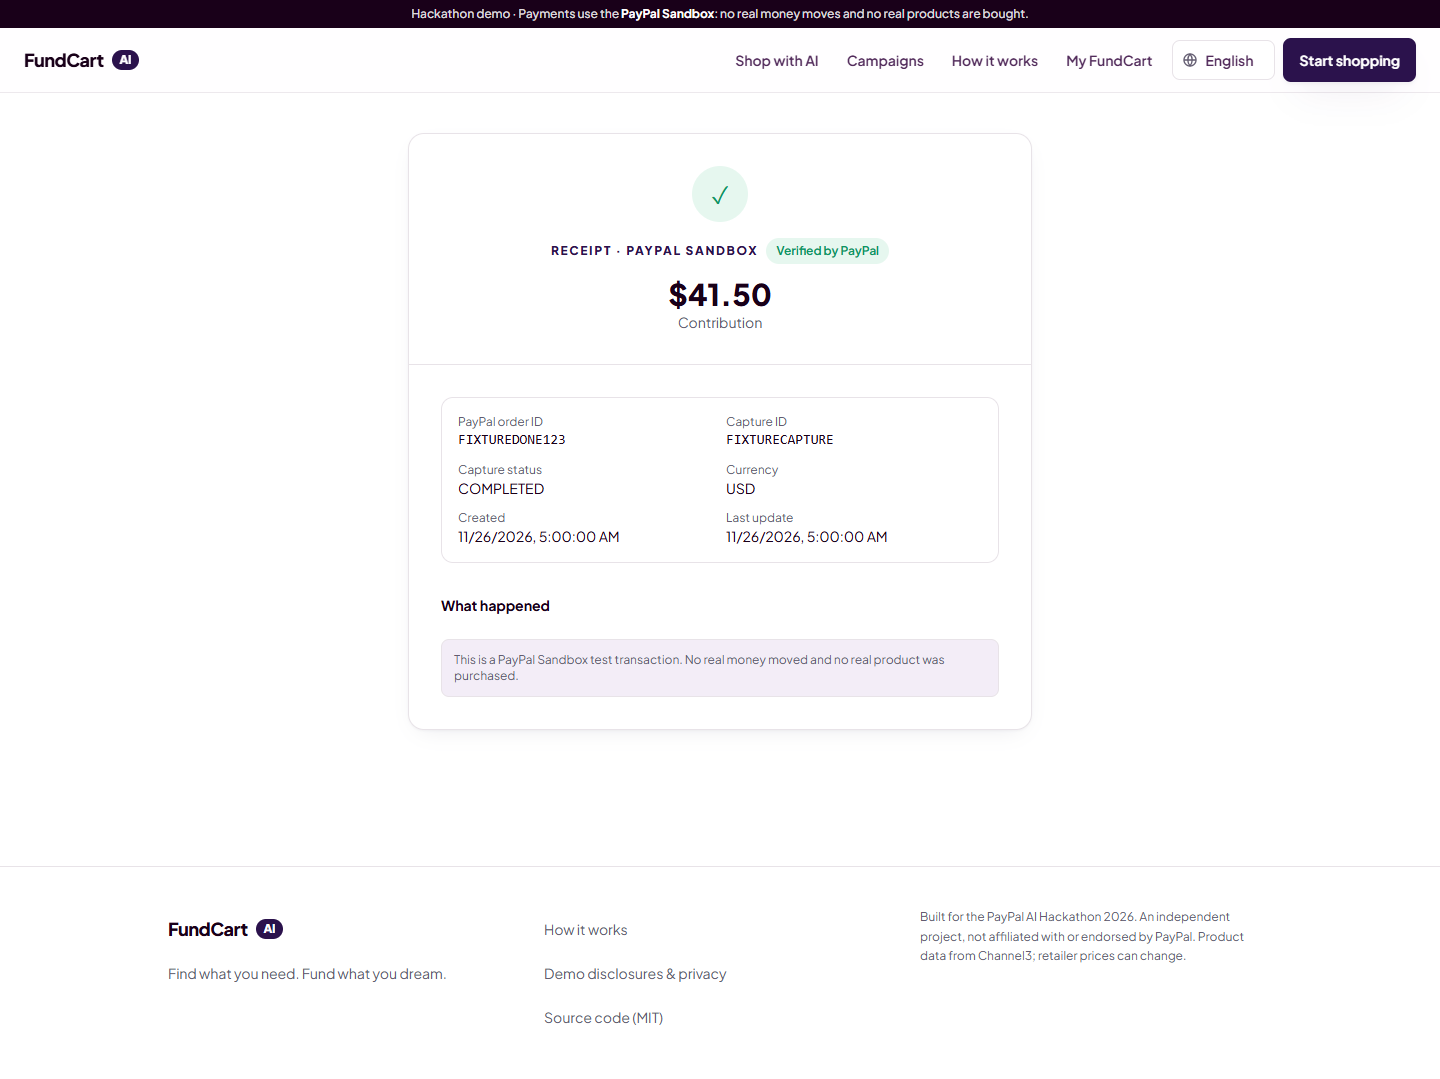 Hackathon demo · Payments use the PayPal Sandbox: no real money moves and no real products are bought.
FundCart AI
Shop with AI
Campaigns
How it works
My FundCart
English
Start shopping
✓
RECEIPT · PAYPAL SANDBOX
Verified by PayPal
$41.50
Contribution
PayPal order ID
FIXTUREDONE123
Capture ID
FIXTURECAPTURE
Capture status
COMPLETED
Currency
USD
Created
11/26/2026, 5:00:00 AM
Last update
11/26/2026, 5:00:00 AM
What happened
This is a PayPal Sandbox test transaction. No real money moved and no real product was
purchased.
FundCart AI
Find what you need. Fund what you dream.
How it works
Demo disclosures & privacy
Source code (MIT)
Built for the PayPal AI Hackathon 2026. An independent
project, not affiliated with or endorsed by PayPal. Product
data from Channel3; retailer prices can change.